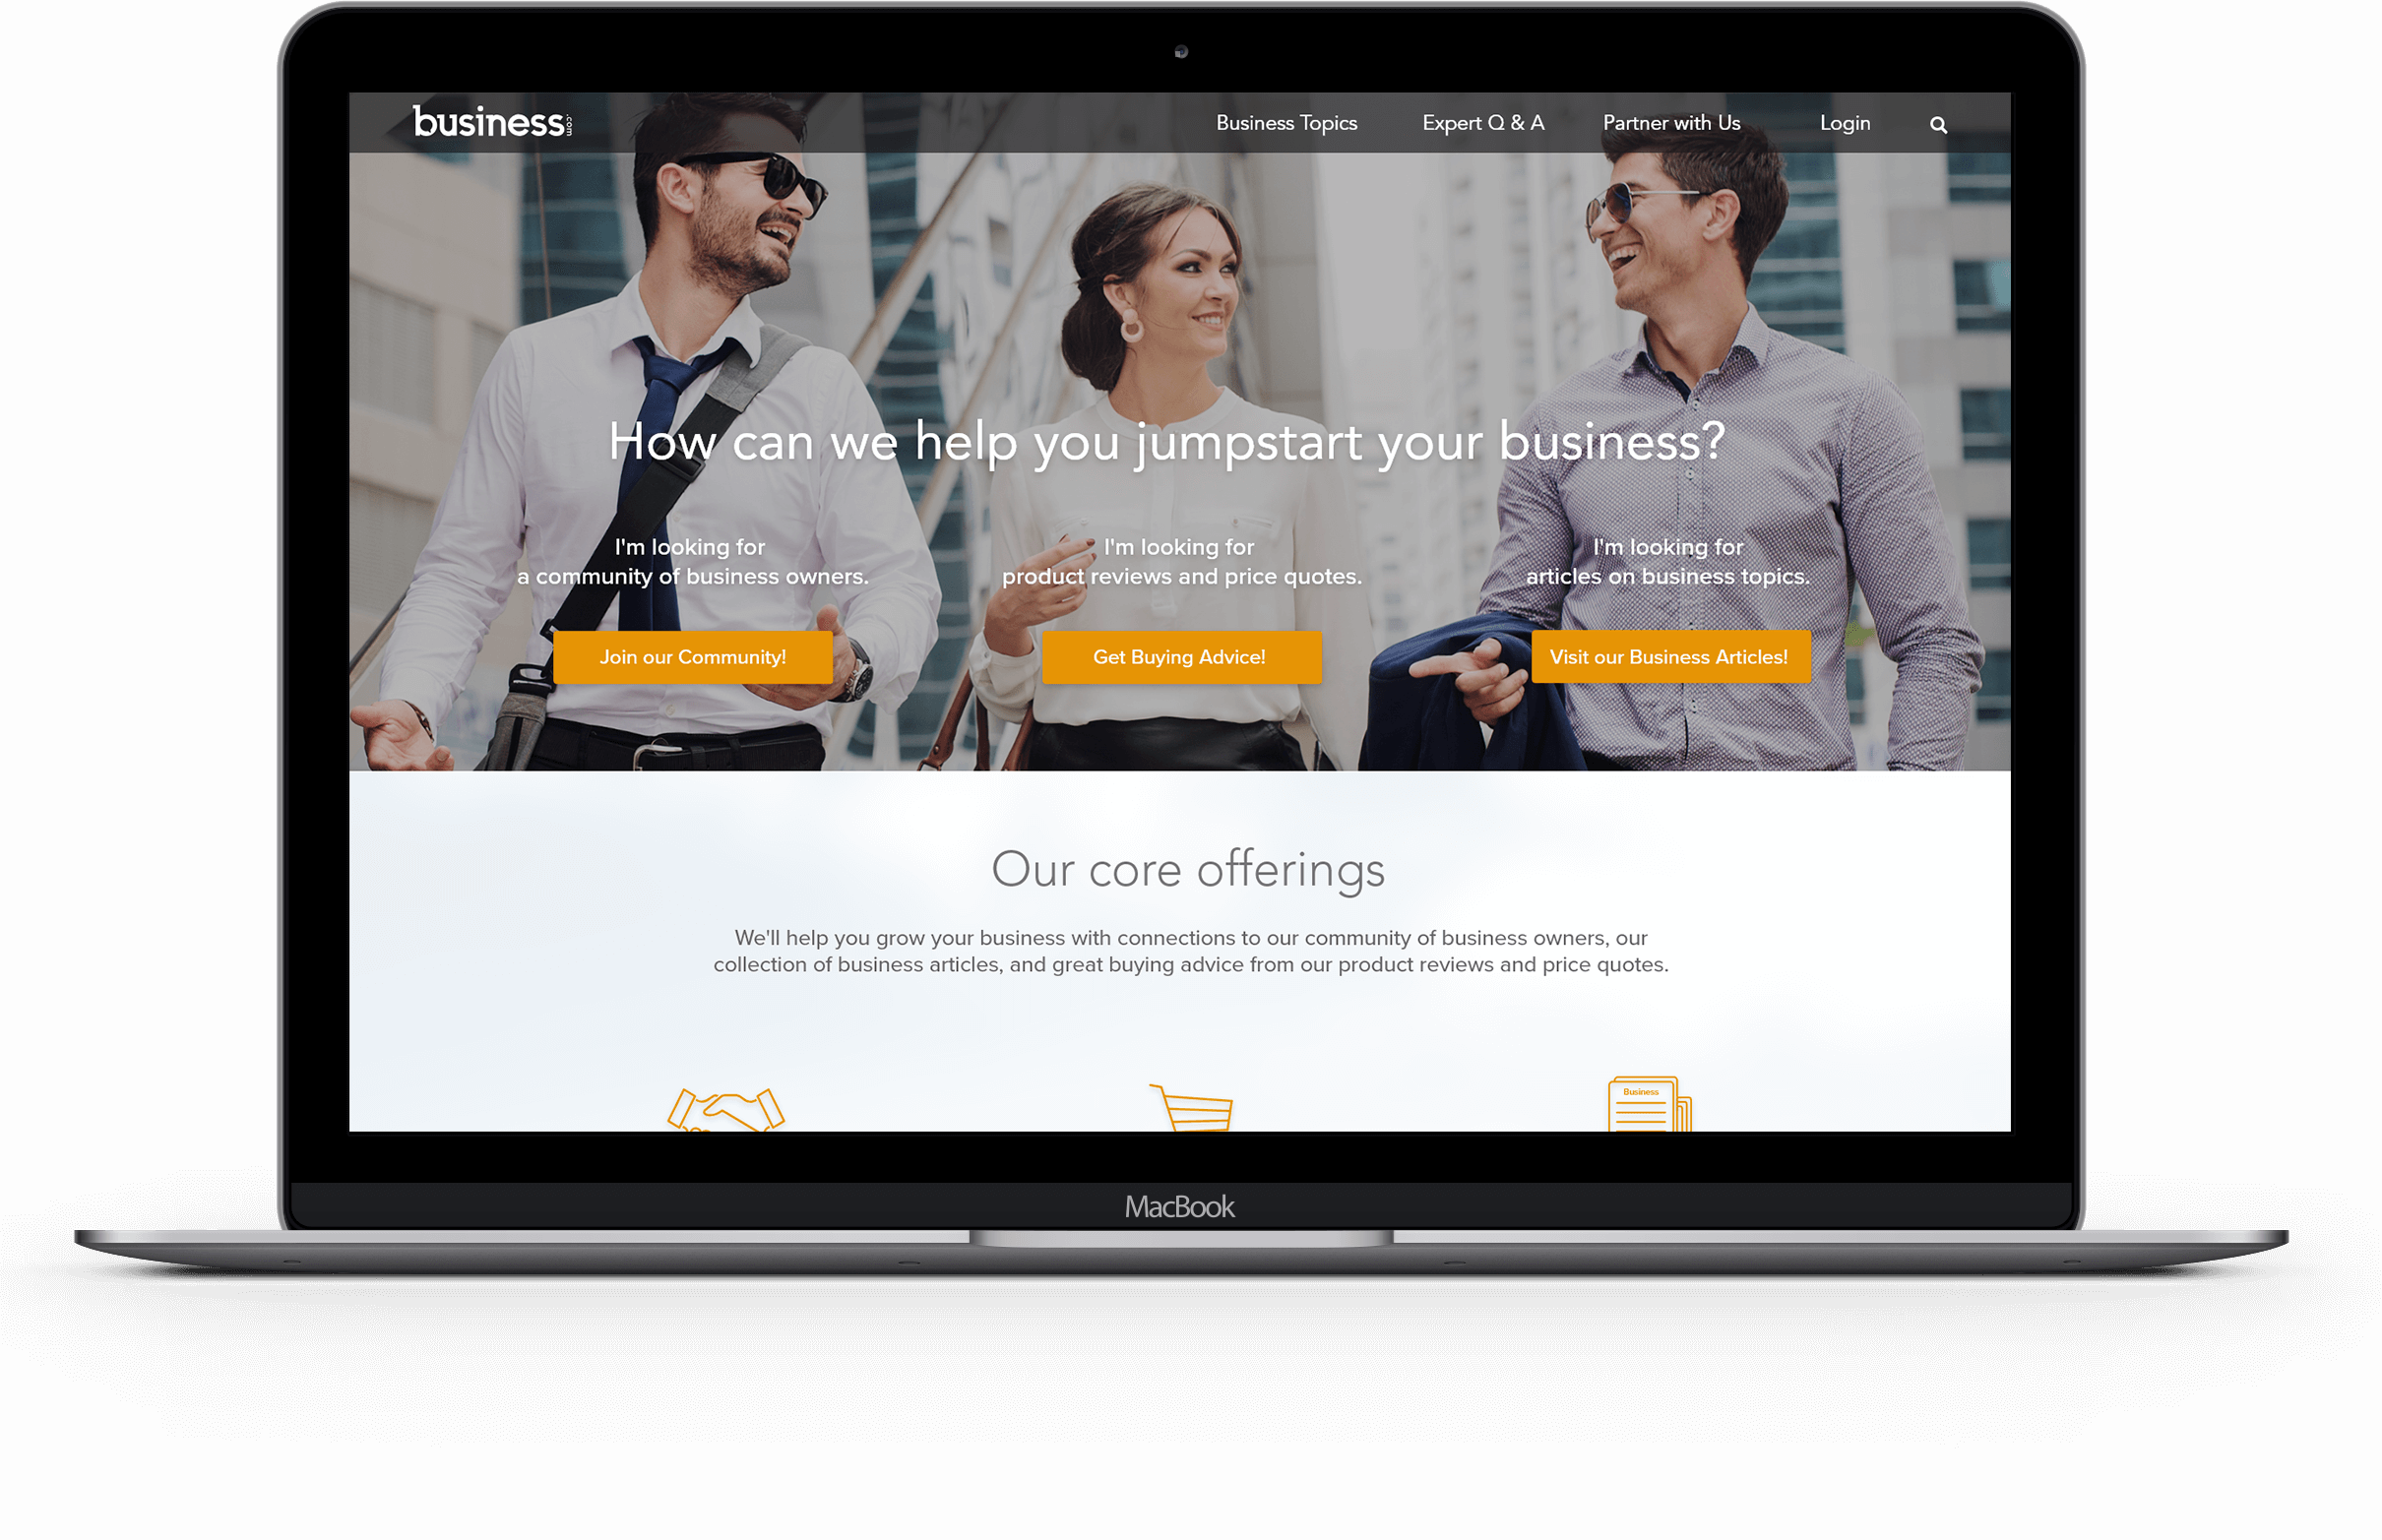 business.com
Business Topics
Expert Q & A
Partner with Us
Login
How can we help you jumpstart your business?
I'm looking for
a community of business owners.
Join our Community!
I'm looking for
product reviews and price quotes.
Get Buying Advice!
I'm looking for
articles on business topics.
Visit our Business Articles!
Our core offerings
We'll help you grow your business with connections to our community of business owners, our
collection of business articles, and great buying advice from our product reviews and price quotes.
Business
MacBook